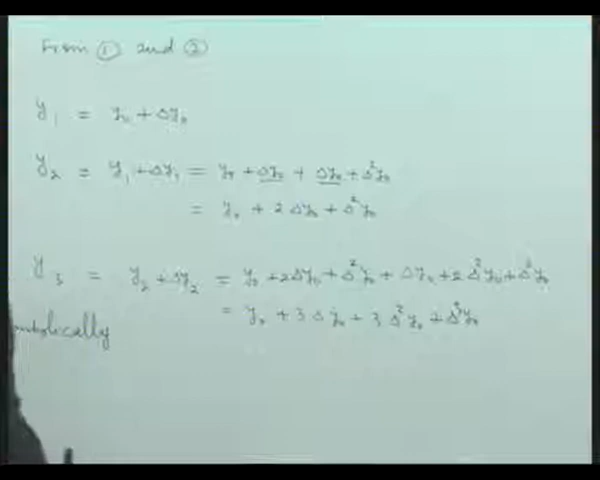 From ① and ②
y₁ = y₀ + Δy₀
y₂ = y₁ + Δy₁ = y₀ + Δy₀ + Δy₀ + Δ²y₀
= y₀ + 2Δy₀ + Δ²y₀
y₃ = y₂ + Δy₂ = y₀ + 2Δy₀ + Δ²y₀ + Δy₀ + 2Δ²y₀ + Δ³y₀
= y₀ + 3Δy₀ + 3Δ²y₀ + Δ³y₀
mbolically